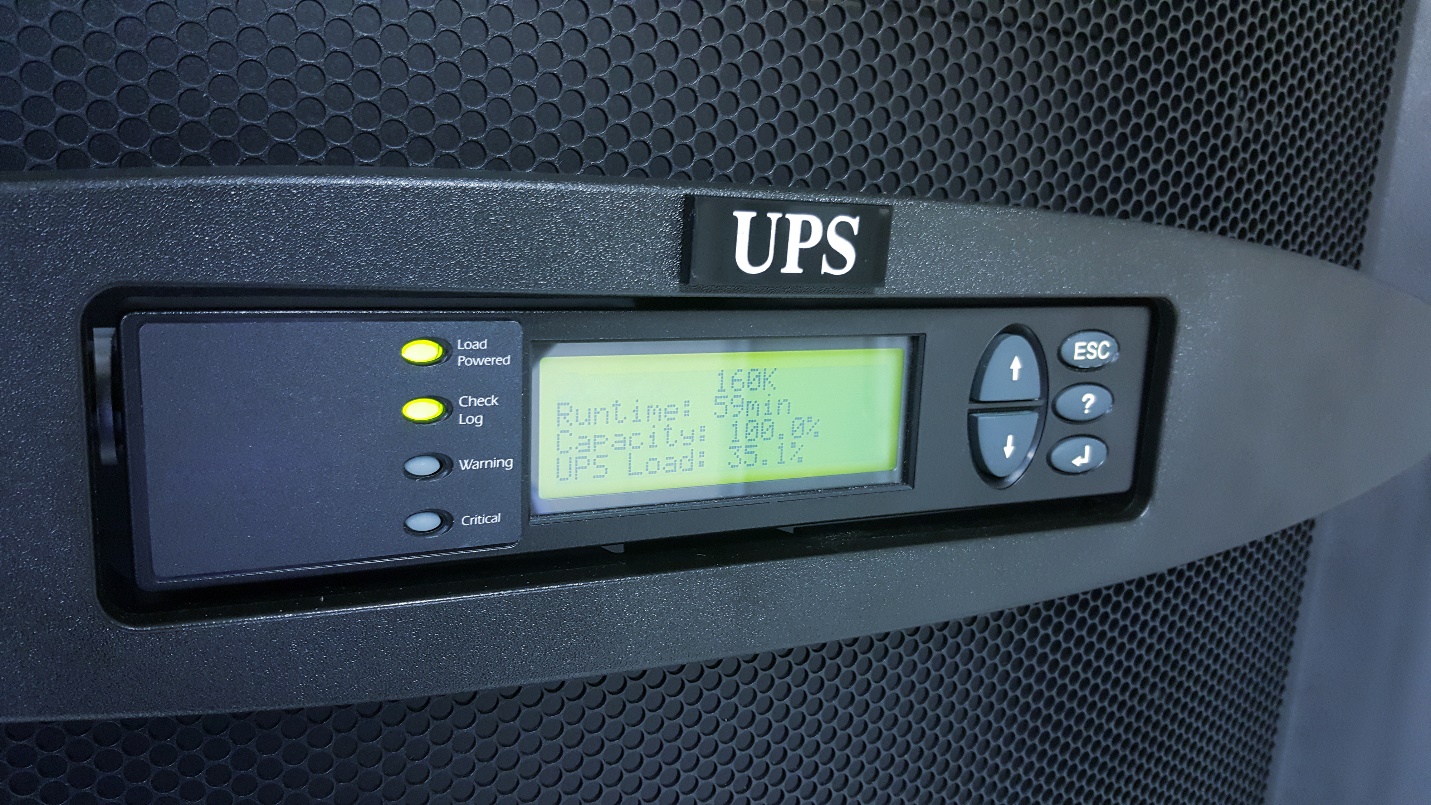 UPS
Load
Powered
Check
Log
Warning
Critical
160K
Runtime: 59min
Capacity: 100.0%
UPS Load: 35.1%
ESC
?